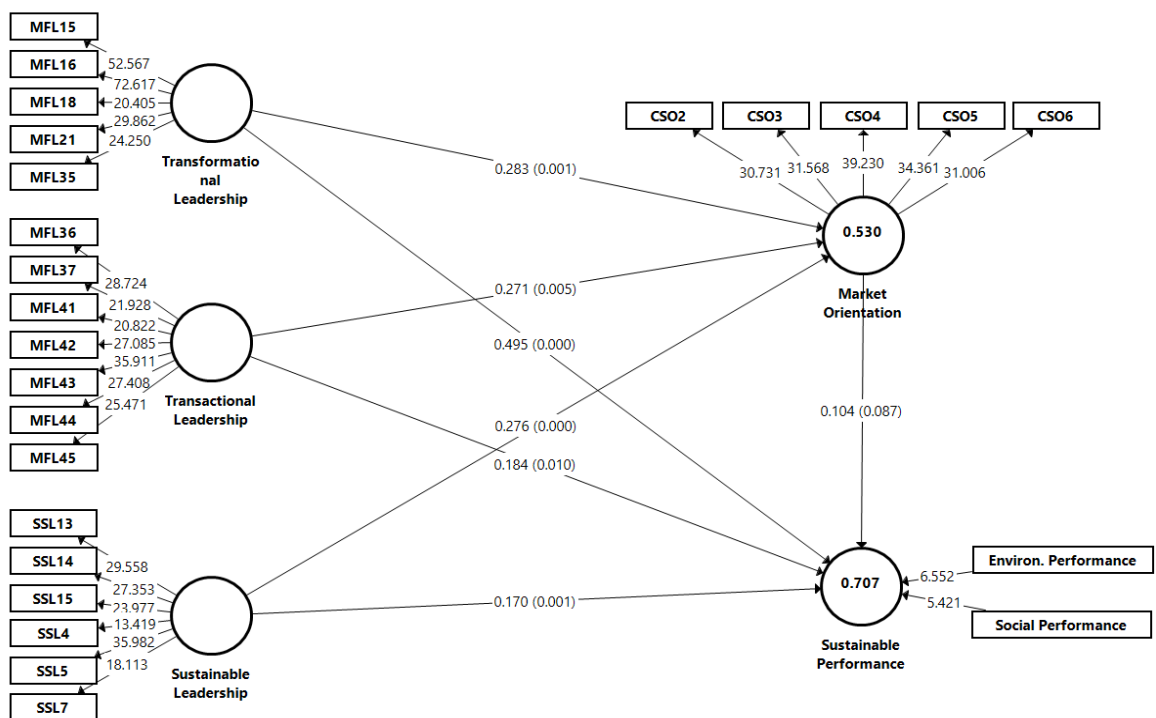 MFL15
MFL16
MFL18
MFL21
MFL35
52.567
72.617
20.405
29.862
24.250
Transformatio
nal
Leadership
MFL36
MFL37
MFL41
MFL42
MFL43
MFL44
MFL45
28.724
21.928
20.822
27.085
35.911
27.408
25.471
Transactional
Leadership
SSL13
SSL14
SSL15
SSL4
SSL5
SSL7
29.558
27.353
23.977
13.419
35.982
18.113
Sustainable
Leadership
0.283 (0.001)
0.271 (0.005)
0.495 (0.000)
0.276 (0.000)
0.184 (0.010)
0.170 (0.001)
CSO2 CSO3 CSO4 CSO5 CSO6
30.731 31.568 39.230 34.361 31.006
0.530
Market
Orientation
0.104 (0.087)
0.707
Sustainable
Performance
6.552
5.421
Environ. Performance
Social Performance